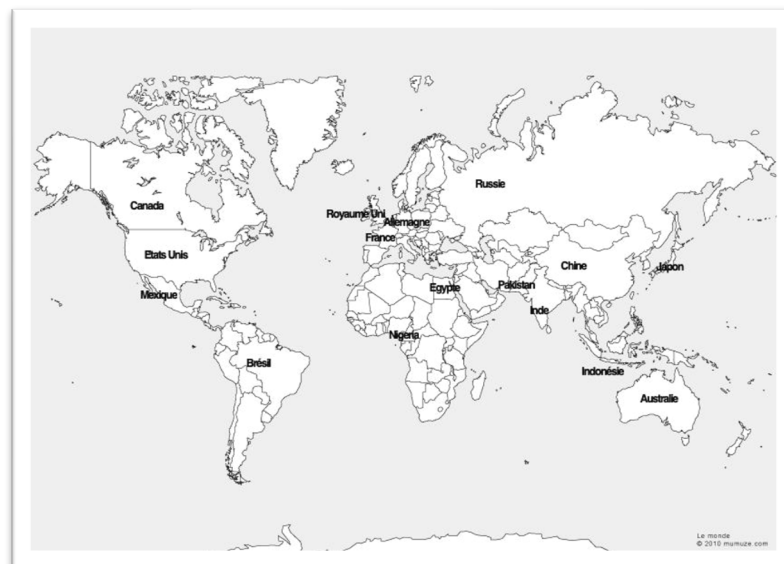 Russie
Canada
Royaume Uni
Allemagne
France
Etats Unis
Chine
Japon
Mexique
Egypte
Pakistan
Inde
Nigeria
Brésil
Indonésie
Australie
Le monde
© 2010 mumuze.com